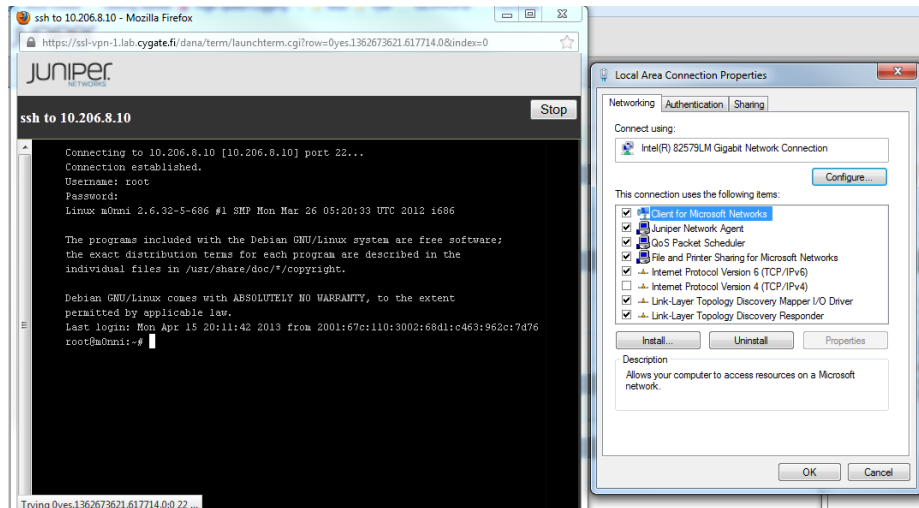 ssh to 10.206.8.10 - Mozilla Firefox
https://ssl-vpn-1.lab.cygate.fi/dana/term/launchterm.cgi?row=0yes.1362673621.617714.0&index=0
JUNIPER
NETWORKS
ssh to 10.206.8.10
Stop
Connecting to 10.206.8.10 [10.206.8.10] port 22...
Connection established.
Username: root
Password:
Linux m0nni 2.6.32-5-686 #1 SMP Mon Mar 26 05:20:33 UTC 2012 i686
The programs included with the Debian GNU/Linux system are free software;
the exact distribution terms for each program are described in the
individual files in /usr/share/doc/*/copyright.
Debian GNU/Linux comes with ABSOLUTELY NO WARRANTY, to the extent
permitted by applicable law.
Last login: Mon Apr 15 20:11:42 2013 from 2001:67c:110:3002:68d1:c463:962c:7d76
root@m0nni:~#
Trying 0yes.1362673621.617714.0:0 22 ...
Local Area Connection Properties
Networking Authentication Sharing
Connect using:
Intel(R) 82579LM Gigabit Network Connection
Configure...
This connection uses the following items:
Client for Microsoft Networks
Juniper Network Agent
QoS Packet Scheduler
File and Printer Sharing for Microsoft Networks
Internet Protocol Version 6 (TCP/IPv6)
Internet Protocol Version 4 (TCP/IPv4)
Link-Layer Topology Discovery Mapper I/O Driver
Link-Layer Topology Discovery Responder
Install... Uninstall Properties
Description
Allows your computer to access resources on a Microsoft
network.
OK Cancel